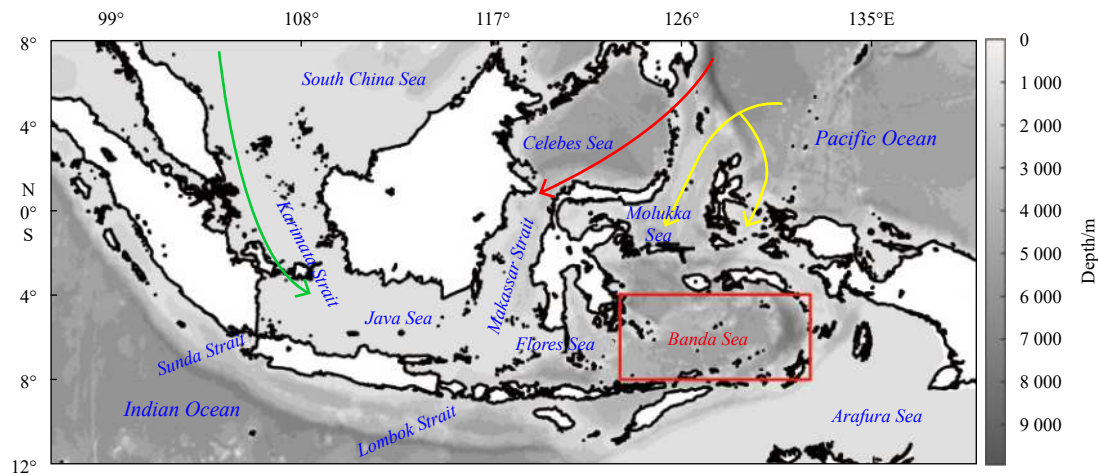 99°
108°
117°
126°
135°E
8°
4°
N
0°
S
4°
8°
12°
South China Sea
Celebes Sea
Pacific Ocean
Karimata Strait
Makassar Strait
Molukka
Sea
Java Sea
Flores Sea
Banda Sea
Sunda Strait
Indian Ocean
Lombok Strait
Arafura Sea
0
1 000
2 000
3 000
4 000
5 000
6 000
7 000
8 000
9 000
Depth/m